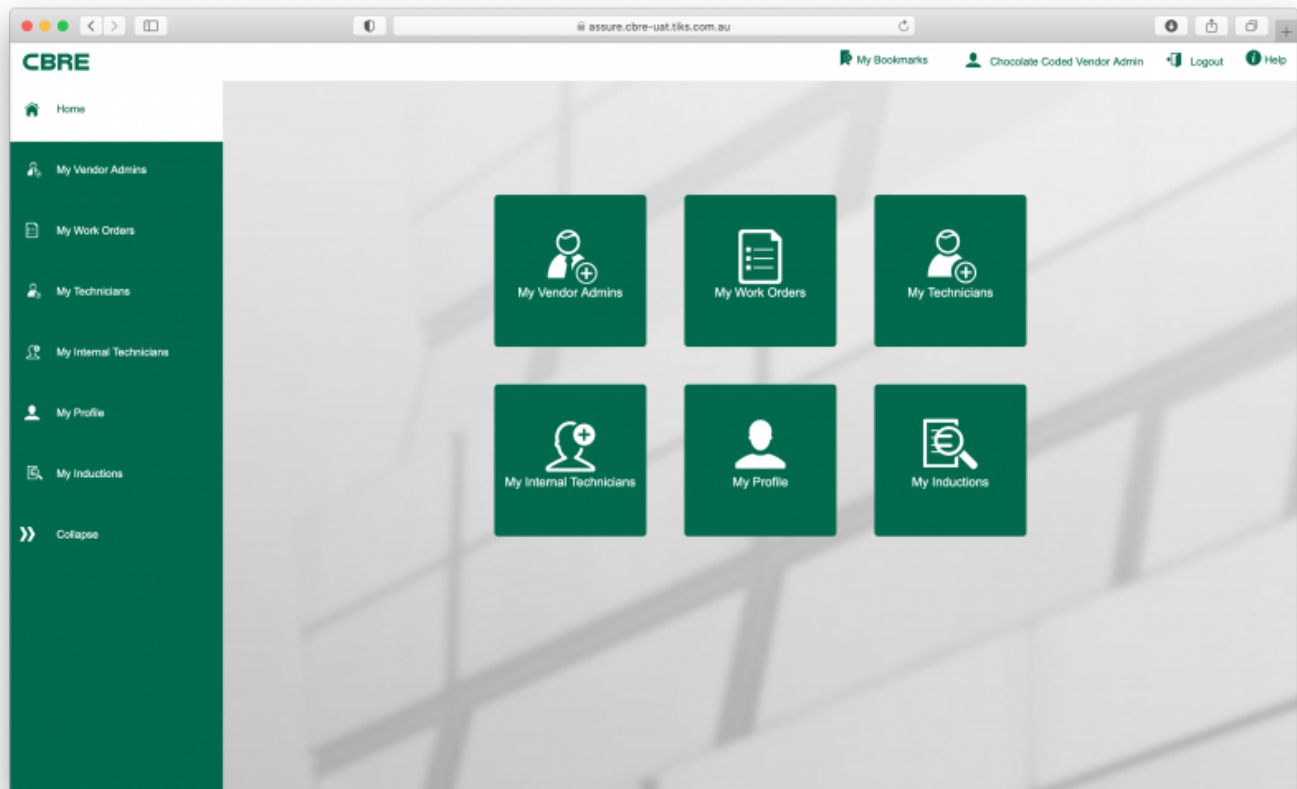 assure.cbre-uat.tiks.com.au
CBRE
My Bookmarks
Chocolate Coded Vendor Admin
Logout
Help
Home
My Vendor Admins
My Work Orders
My Technicians
My Internal Technicians
My Profile
My Inductions
Collapse
My Vendor Admins
My Work Orders
My Technicians
My Internal Technicians
My Profile
My Inductions